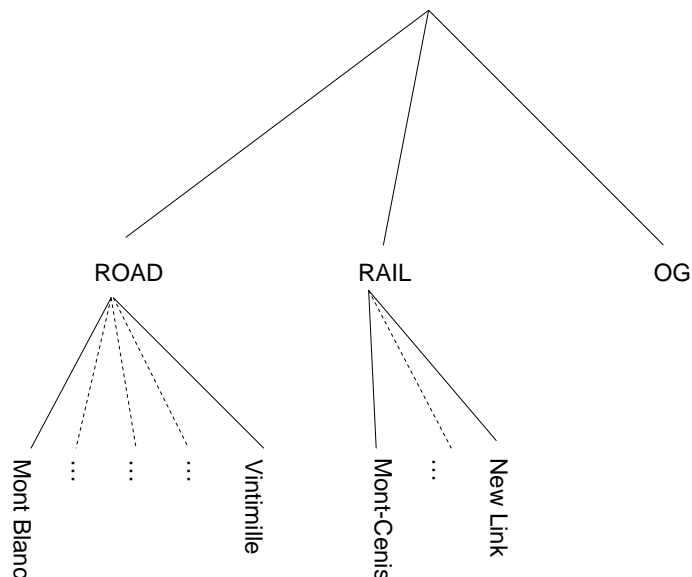 ROAD RAIL OG
Mont Blanc
...
...
...
Vintimille
Mont-Cenis
...
New Link